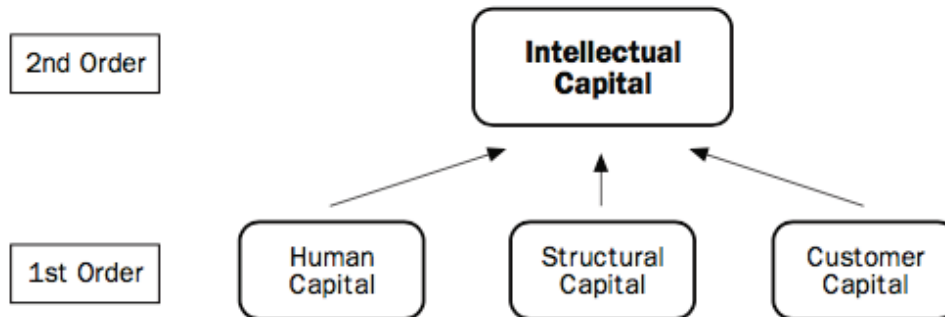 2nd Order
Intellectual
Capital
1st Order
Human
Capital
Structural
Capital
Customer
Capital